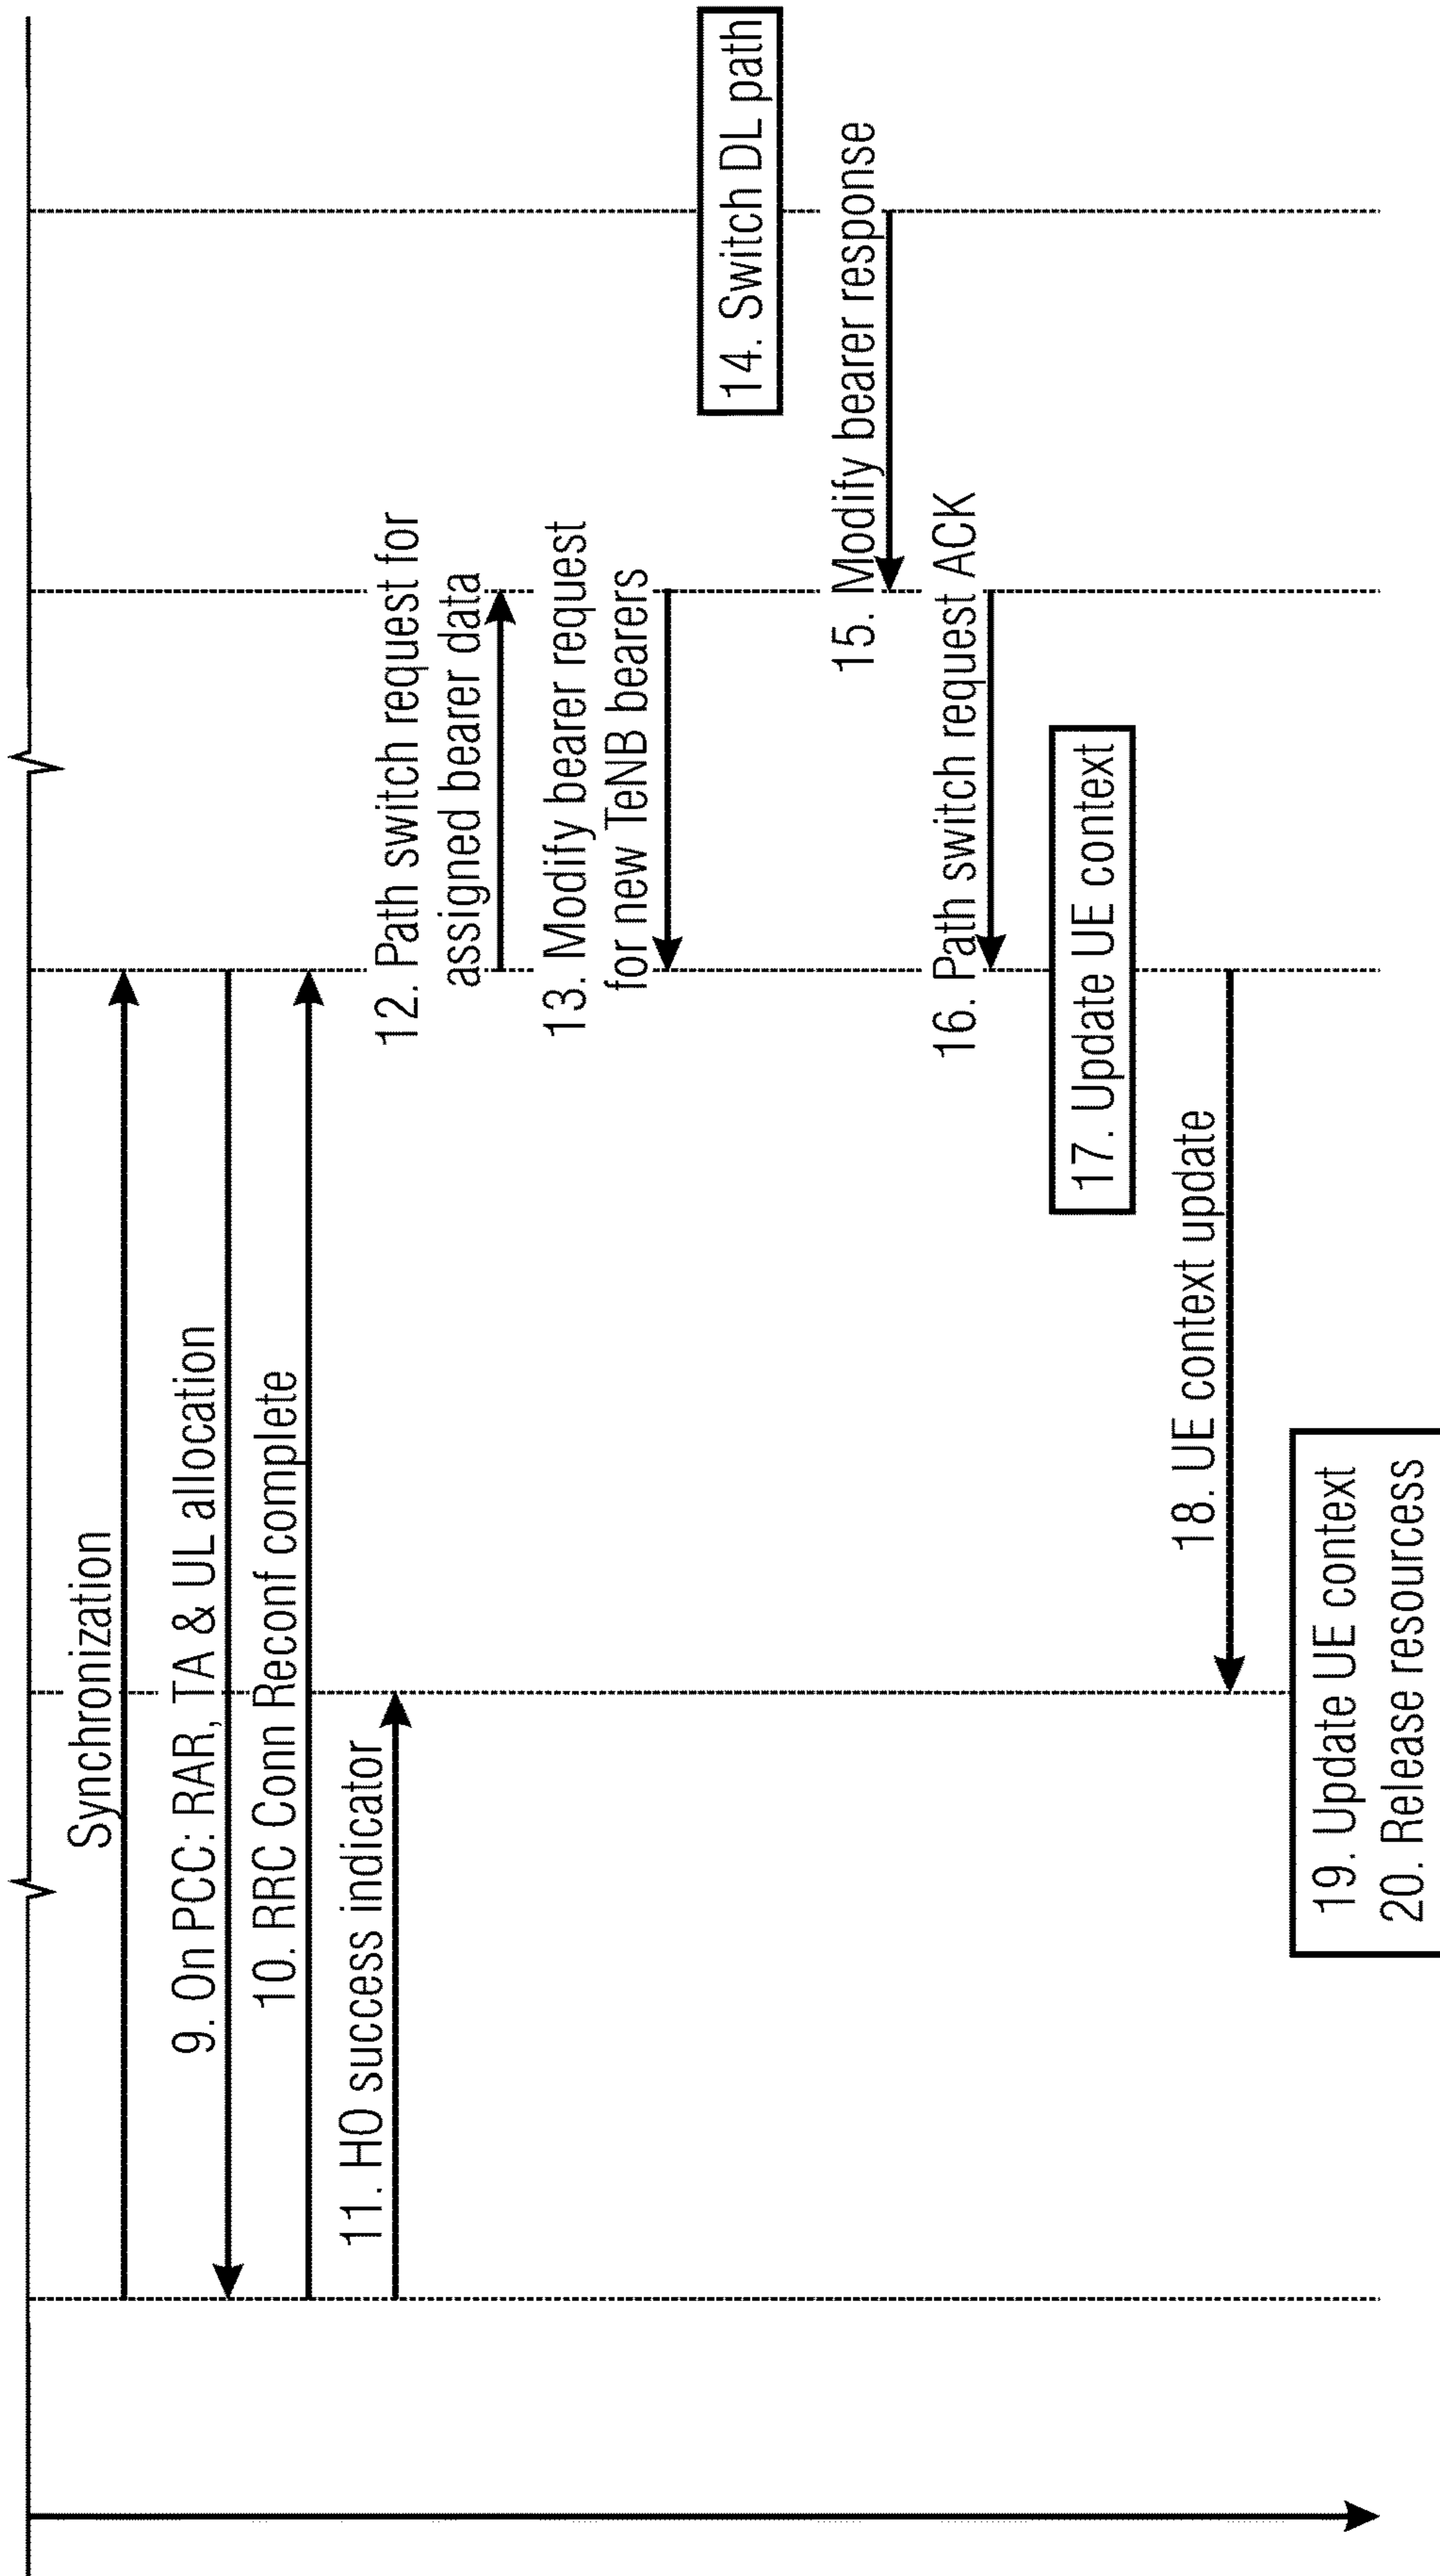 Synchronization
9. On PCC: RAR, TA & UL allocation
10. RRC Conn Reconf complete
11. HO success indicator
12. Path switch request for
assigned bearer data
13. Modify bearer request
for new TeNB bearers
14. Switch DL path
15. Modify bearer response
16. Path switch request ACK
17. Update UE context
18. UE context update
19. Update UE context
20. Release resourcess